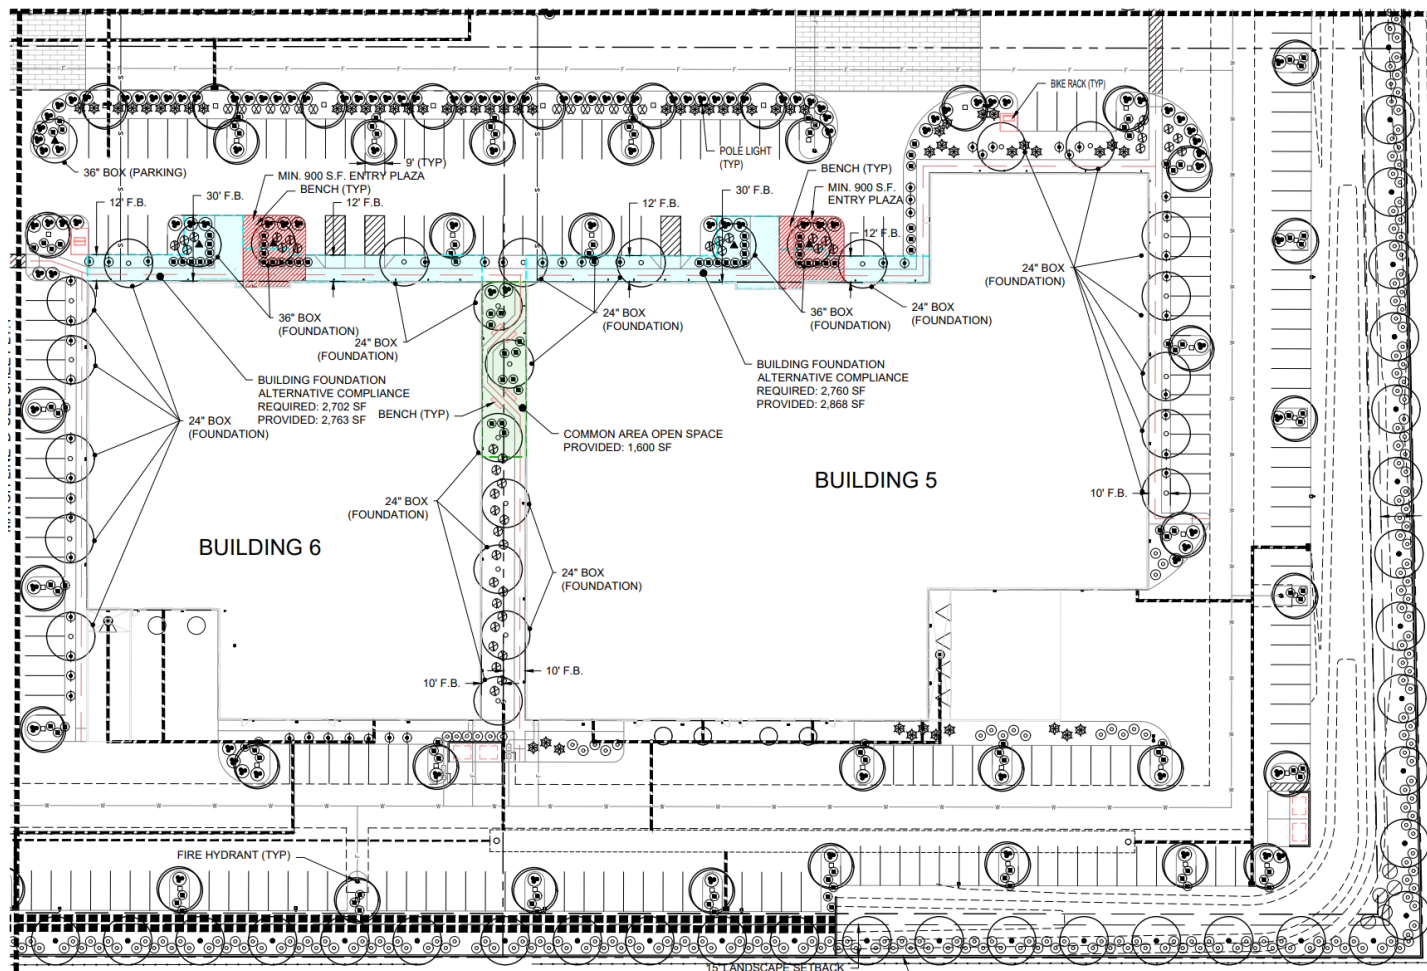 BIKE RACK (TYP)
POLE LIGHT
(TYP)
9' (TYP)
36" BOX (PARKING)
MIN. 900 S.F. ENTRY PLAZA
BENCH (TYP)
12' F.B.
30' F.B.
12' F.B.
12' F.B.
30' F.B.
BENCH (TYP)
MIN. 900 S.F.
ENTRY PLAZA
12' F.B.
24" BOX
(FOUNDATION)
36" BOX
(FOUNDATION)
24" BOX
(FOUNDATION)
24" BOX
(FOUNDATION)
36" BOX
(FOUNDATION)
24" BOX
(FOUNDATION)
BUILDING FOUNDATION
ALTERNATIVE COMPLIANCE
REQUIRED: 2,702 SF
PROVIDED: 2,763 SF
BENCH (TYP)
24" BOX
(FOUNDATION)
BUILDING FOUNDATION
ALTERNATIVE COMPLIANCE
REQUIRED: 2,760 SF
PROVIDED: 2,868 SF
COMMON AREA OPEN SPACE
PROVIDED: 1,600 SF
BUILDING 5
10' F.B.
24" BOX
(FOUNDATION)
BUILDING 6
24" BOX
(FOUNDATION)
10' F.B.
10' F.B.
FIRE HYDRANT (TYP)
15' LANDSCAPE SETBACK